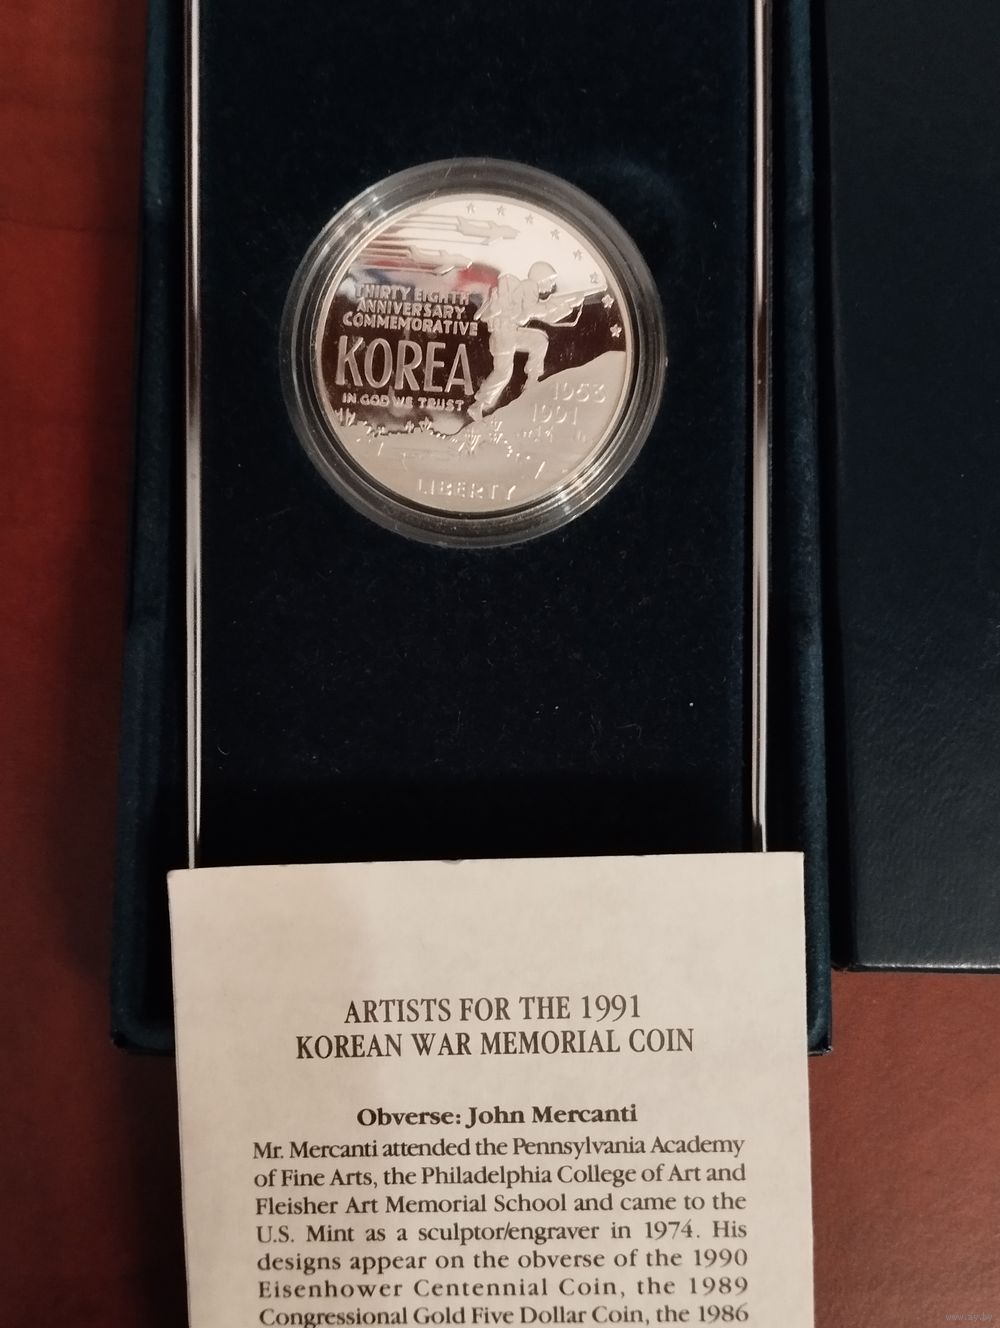 THIRTY EIGHTH
ANNIVERSARY
COMMEMORATIVE
KOREA
IN GOD WE TRUST
1953
1991
LIBERTY
ARTISTS FOR THE 1991
KOREAN WAR MEMORIAL COIN
Obverse: John Mercanti
Mr. Mercanti attended the Pennsylvania Academy
of Fine Arts, the Philadelphia College of Art and
Fleisher Art Memorial School and came to the
U.S. Mint as a sculptor/engraver in 1974. His
designs appear on the obverse of the 1990
Eisenhower Centennial Coin, the 1989
Congressional Gold Five Dollar Coin, the 1986
www.ay.by